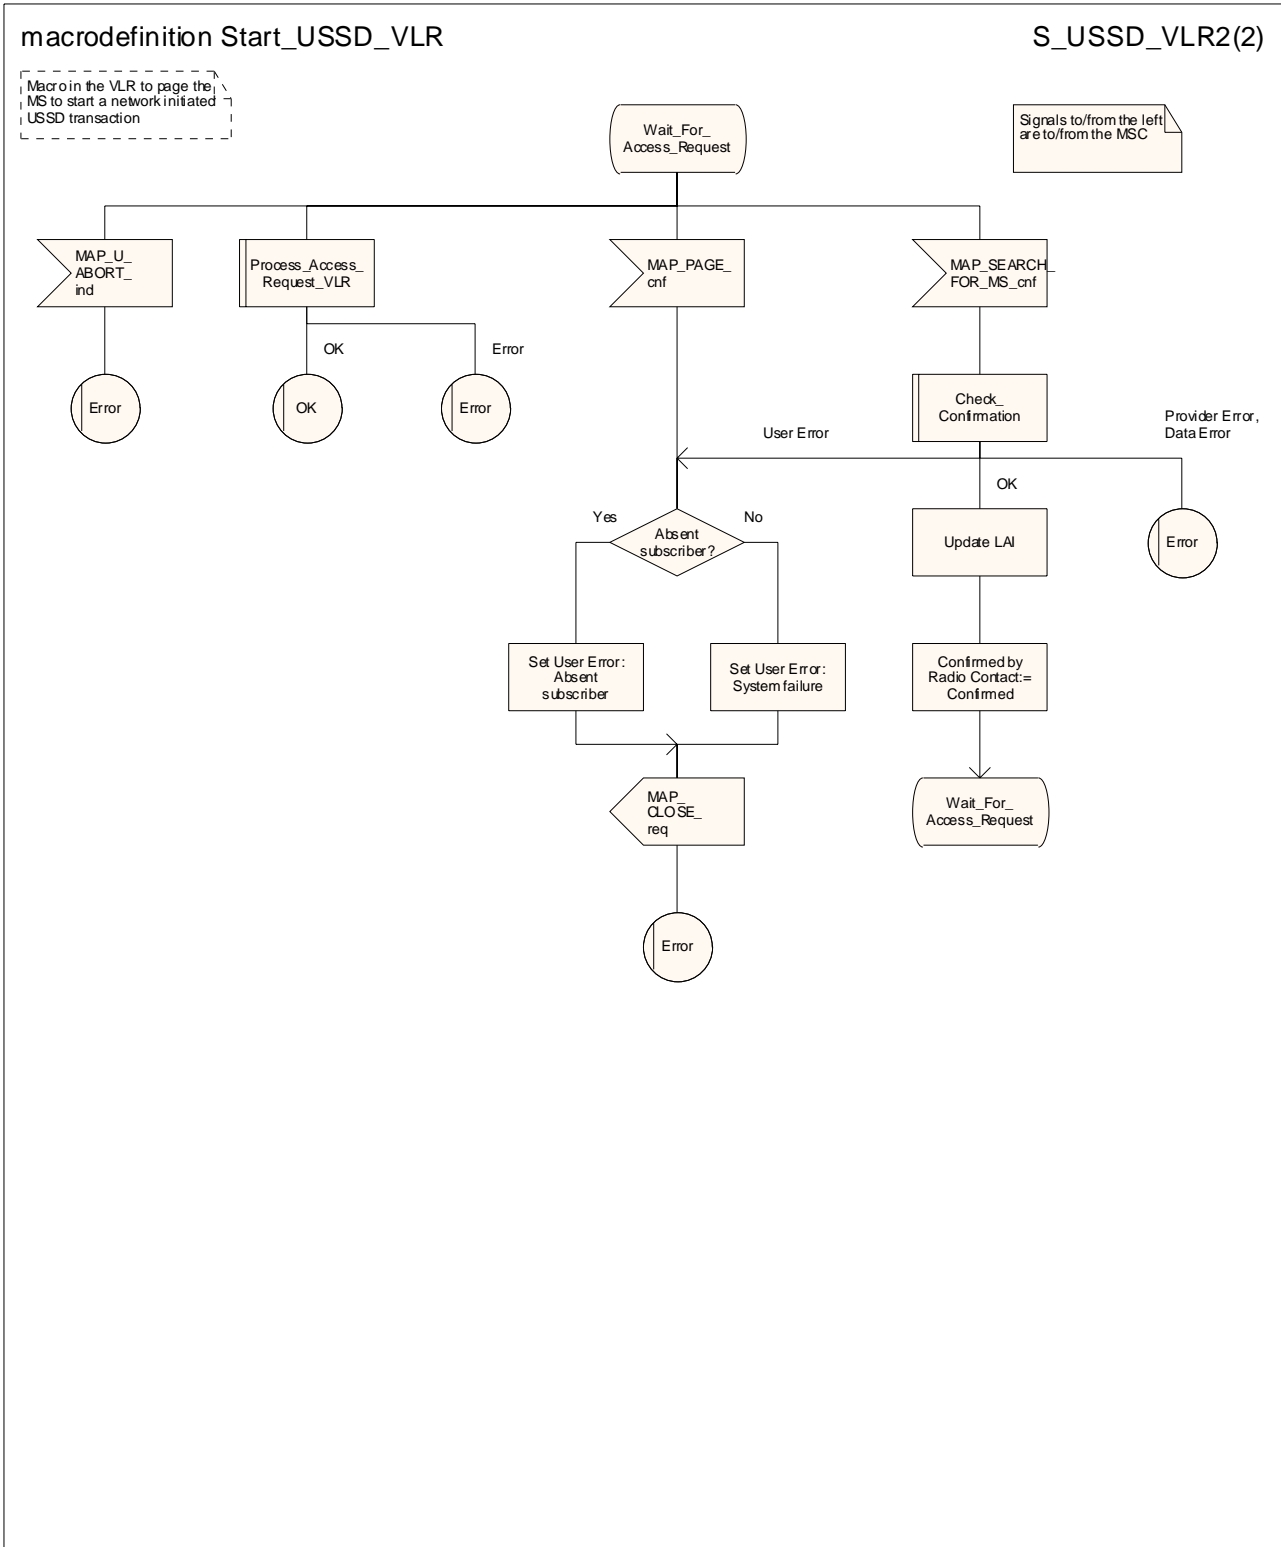 macrodefinition Start_USSD_VLR
S_USSD_VLR2(2)
Macro in the VLR to page the
MS to start a network initiated
USSD transaction
Wait_For_
Access_Request
Signals to/from the left
are to/from the MSC
MAP_U_
ABORT_
ind
Process_Access_
Request_VLR
MAP_PAGE_
cnf
MAP_SEARCH_
FOR_MS_cnf
OK
Error
Error
OK
Error
Check_
Confirmation
User Error
Provider Error,
Data Error
OK
Yes
No
Absent
subscriber?
Update LAI
Error
Set User Error:
Absent
subscriber
Set User Error:
System failure
Confirmed by
Radio Contact:=
Confirmed
MAP_
CLOSE_
req
Wait_For_
Access_Request
Error